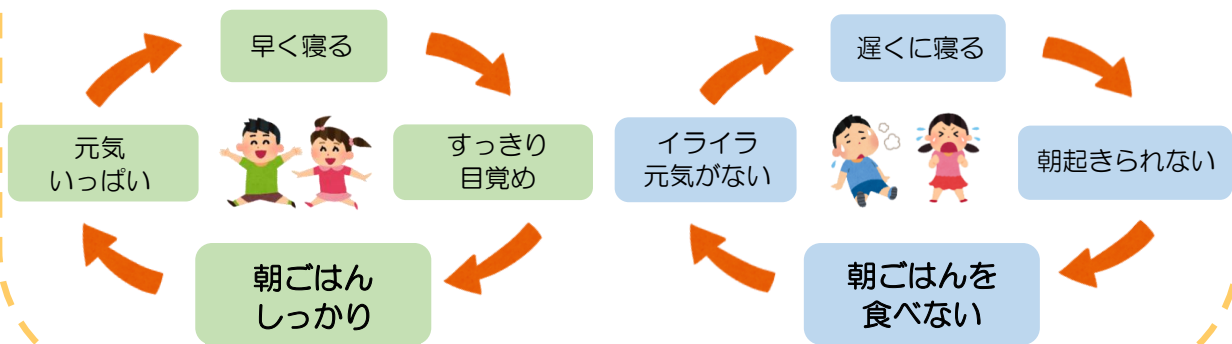 早く寝る
すっきり
目覚め
朝ごはん
しっかり
元気
いっぱい
遅くに寝る
朝起きられない
朝ごはんを
食べない
イライラ
元気がない